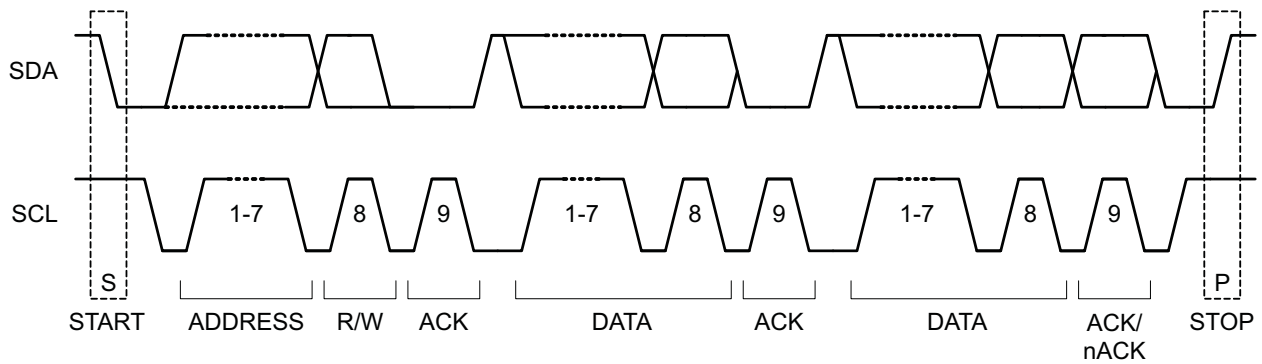 SDA
SCL
1-7 8 9 1-7 8 9 1-7 8 9
S P
START ADDRESS R/W ACK DATA ACK DATA ACK/ STOP
nACK